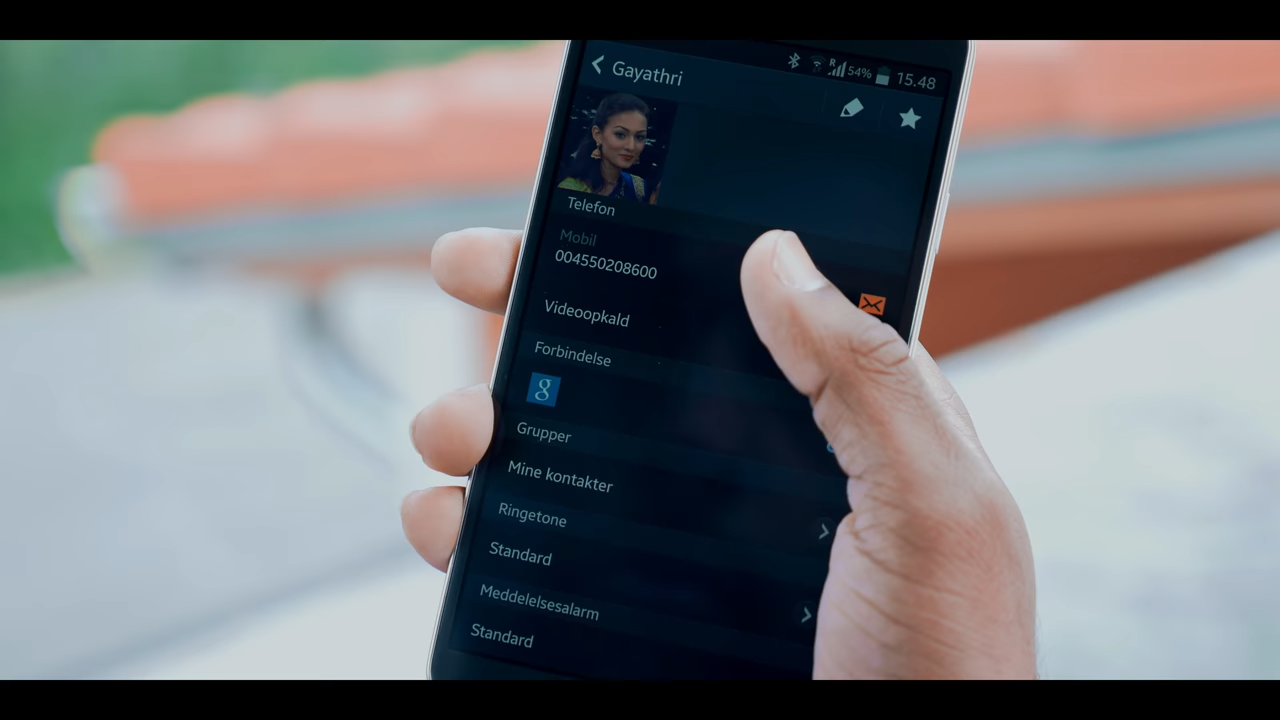 Gayathri
R 54% 15.48
Telefon
Mobil
004550208600
Videoopkald
Forbindelse
g
Grupper
Mine kontakter
Ringetone
Standard
Meddelelsesalarm
Standard